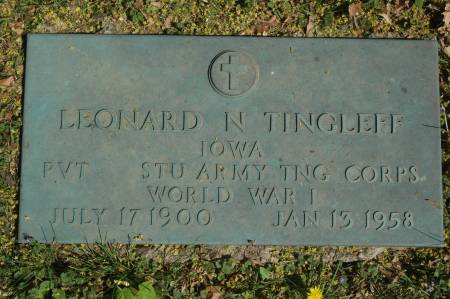 LEONARD N TINGLEFF
IOWA
PVT STU ARMY TNG CORPS
WORLD WAR I
JULY 17 1900 JAN 13 1958